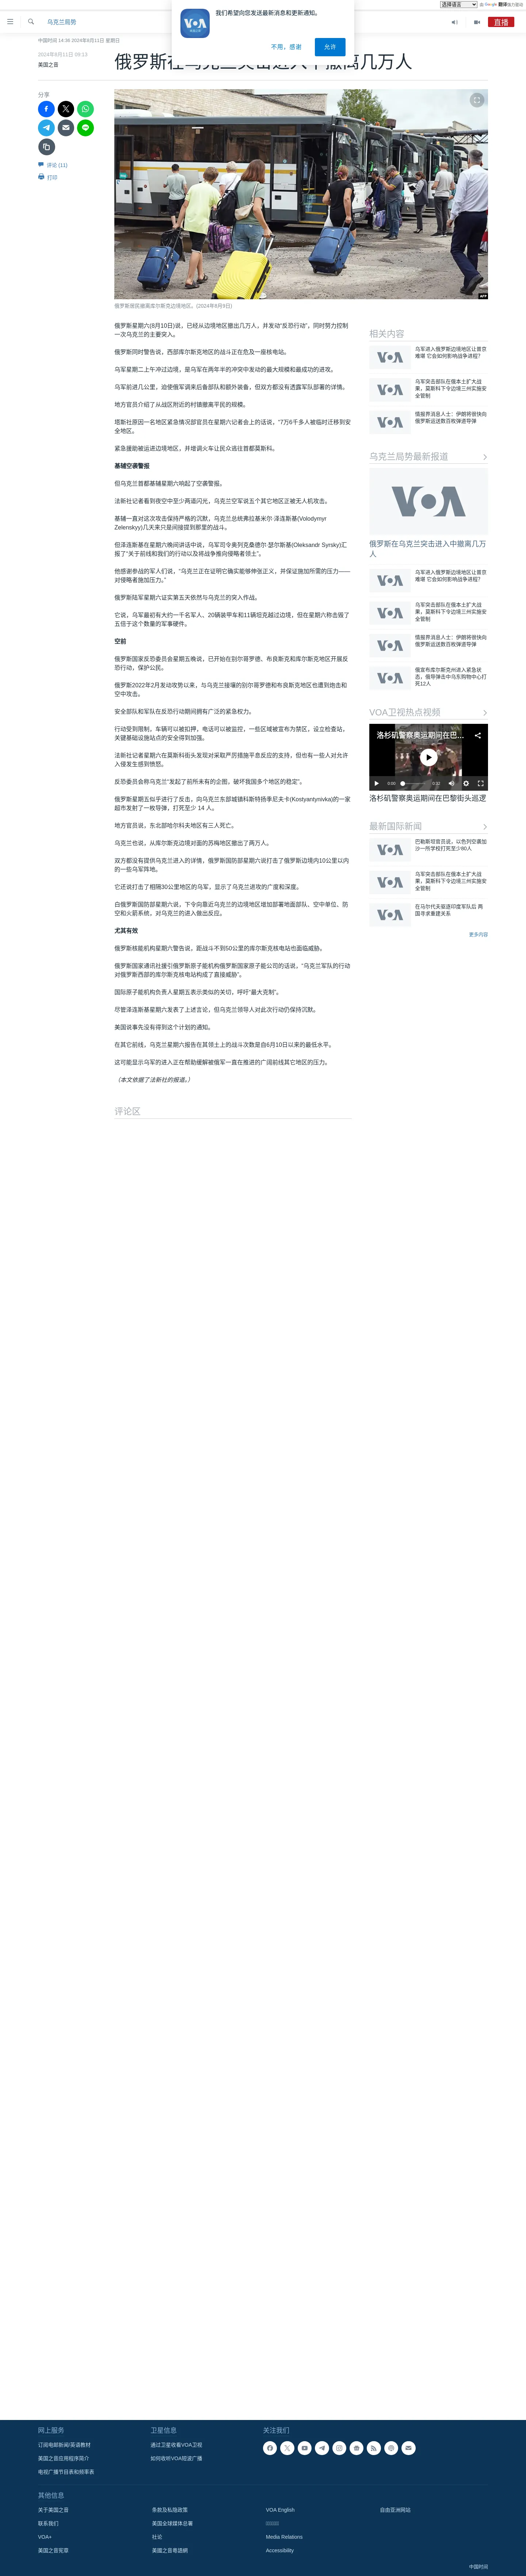 选择语言
由 Google 翻译强力驱动
乌克兰局势
直播
VOA
我们希望向您发送最新消息和更新通知。
不用，感谢
允许
中国时间 14:36 2024年8月11日 星期日
2024年8月11日 09:23
美国之音
分享
评论 (11)
打印
AFP
俄罗斯居民撤离库尔斯克边境地区。(2024年8月9日)
俄罗斯星期六(8月10日)说，已经从边境地区撤出几万人，并发动“反恐行动”，同时努力控制一次乌克兰的主要突入。
俄罗斯同时警告说，西部库尔斯克地区的战斗正在危及一座核电站。
乌军星期二上午冲过边境，是乌军在两年半的冲突中发动的最大规模和最成功的进攻。
乌军前进几公里，迫使俄军调来后备部队和额外装备，但双方都没有透露军队部署的详情。
地方官员介绍了从战区附近的村镇撤离平民的规模。
塔斯社原因一名地区紧急情况部官员在星期六记者会上的话说，“7万6千多人被临时迁移到安全地区。
紧急援助被运进边境地区，并增调火车让民众逃往首都莫斯科。
基辅空袭警报
但乌克兰首都基辅星期六响起了空袭警报。
法新社记者看到夜空中至少两道闪光，乌克兰空军说五个其它地区正被无人机攻击。
基辅一直对这次攻击保持严格的沉默，乌克兰总统弗拉基米尔·泽连斯基(Volodymyr Zelenskyy)几天来只是间接提到那里的战斗。
但泽连斯基在星期六晚间讲话中说，乌军司令奥列克桑德尔·瑟尔斯基(Oleksandr Syrsky)汇报了“关于前线和我们的行动以及将战争推向侵略者领土”。
他感谢参战的军人们说，“乌克兰正在证明它确实能够伸张正义，并保证施加所需的压力——对侵略者施加压力。”
俄罗斯陆军星期六证实第五天依然与乌克兰的突入作战。
它说，乌军最初有大约一千名军人、20辆装甲车和11辆坦克越过边境，但在星期六称击毁了五倍于这个数量的军事硬件。
空前
俄罗斯国家反恐委员会星期五晚说，已开始在别尔哥罗德、布良斯克和库尔斯克地区开展反恐行动，保护公民。
俄罗斯2022年2月发动攻势以来，与乌克兰接壤的别尔哥罗德和布良斯克地区也遭到炮击和空中攻击。
安全部队和军队在反恐行动期间拥有广泛的紧急权力。
行动受到限制，车辆可以被扣押，电话可以被监控，一些区域被宣布为禁区，设立检查站，关键基础设施地点的安全得到加强。
法新社记者星期六在莫斯科街头发现对采取严厉措施平息反应的支持，但也有一些人对允许入侵发生感到愤怒。
反恐委员会称乌克兰“发起了前所未有的企图，破坏我国多个地区的稳定”。
俄罗斯星期五似乎进行了反击，向乌克兰东部城镇科斯特扬季尼夫卡(Kostyantynivka)的一家超市发射了一枚导弹，打死至少 14 人。
地方官员说，东北部哈尔科夫地区有三人死亡。
乌克兰也说，从库尔斯克边境对面的苏梅地区撤出了两万人。
双方都没有提供乌克兰进入的详情，俄罗斯国防部星期六说打击了俄罗斯边境内10公里以内的一些乌军阵地。
它还说打击了相隔30公里地区的乌军，显示了乌克兰进攻的广度和深度。
白俄罗斯国防部星期六说，下令向靠近乌克兰的边境地区增加部署地面部队、空中单位、防空和火箭系统，对乌克兰的进入做出反应。
尤其有效
俄罗斯核能机构星期六警告说，距战斗不到50公里的库尔斯克核电站也面临威胁。
俄罗斯国家通讯社援引俄罗斯原子能机构俄罗斯国家原子能公司的话说，“乌克兰军队的行动对俄罗斯西部的库尔斯克核电站构成了直接威胁”。
国际原子能机构负责人星期五表示类似的关切，呼吁“最大克制”。
尽管泽连斯基星期六发表了上述言论，但乌克兰领导人对此次行动仍保持沉默。
美国说事先没有得到这个计划的通知。
在其它前线，乌克兰星期六报告在其领土上的战斗次数是自6月10日以来的最低水平。
这可能显示乌军的进入正在帮助缓解被俄军一直在推进的广阔前线其它地区的压力。
（本文依据了法新社的报道。）
评论区
相关内容
乌军进入俄罗斯边境地区让普京难堪 它会如何影响战争进程？
乌军突击部队在俄本土扩大战果，莫斯科下令边境三州实施安全管制
情报界消息人士：伊朗将很快向俄罗斯运送数百枚弹道导弹
乌克兰局势最新报道
俄罗斯在乌克兰突击进入中撤离几万人
乌军进入俄罗斯边境地区让普京难堪 它会如何影响战争进程？
乌军突击部队在俄本土扩大战果，莫斯科下令边境三州实施安全管制
情报界消息人士：伊朗将很快向俄罗斯运送数百枚弹道导弹
俄宣布库尔斯克州进入紧急状态，俄导弹击中乌东购物中心打死12人
VOA卫视热点视频
洛杉矶警察奥运期间在巴...
0:00
洛杉矶警察奥运期间在巴黎街头巡逻
最新国际新闻
巴勒斯坦官员说，以色列空袭加沙一所学校打死至少80人
乌军突击部队在俄本土扩大战果，莫斯科下令边境三州实施安全管制
在马尔代夫驱逐印度军队后 两国寻求重建关系
更多内容
网上服务
订阅电邮新闻/英语教材
美国之音应用程序简介
电视广播节目表和频率表
卫星信息
通过卫星收看VOA卫视
如何收听VOA短波广播
关注我们
其他信息
关于美国之音
联系我们
VOA+
美国之音宪章
条款及私隐政策
美国全球媒体总署
社论
美國之音粵語網
VOA English
Media Relations
Accessibility
自由亚洲网站
中国时间